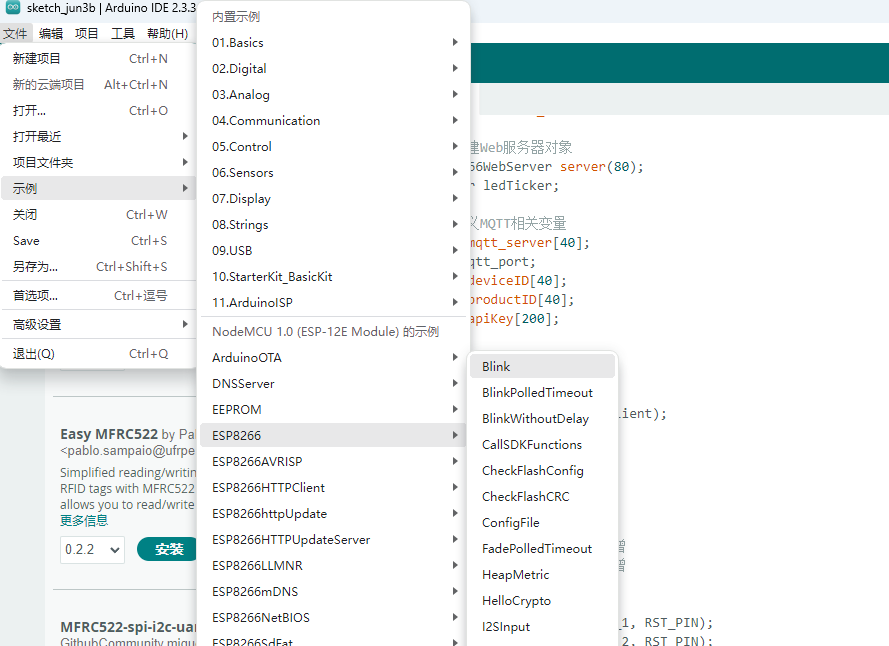 sketch_jun3b | Arduino IDE 2.3.3
文件 编辑 项目 工具 帮助(H)
新建项目 Ctrl+N
新的云端项目 Alt+Ctrl+N
打开... Ctrl+O
打开最近
项目文件夹
示例
关闭 Ctrl+W
Save Ctrl+S
另存为... Ctrl+Shift+S
首选项... Ctrl+逗号
高级设置
退出(Q) Ctrl+Q
内置示例
01.Basics
02.Digital
03.Analog
04.Communication
05.Control
06.Sensors
07.Display
08.Strings
09.USB
10.StarterKit_BasicKit
11.ArduinoISP
NodeMCU 1.0 (ESP-12E Module) 的示例
ArduinoOTA
DNSServer
EEPROM
ESP8266
ESP8266AVRISP
ESP8266HTTPClient
ESP8266httpUpdate
ESP8266HTTPUpdateServer
ESP8266LLMNR
ESP8266mDNS
ESP8266NetBIOS
ESP8266SdFat
Blink
BlinkPolledTimeout
BlinkWithoutDelay
CallSDKFunctions
CheckFlashConfig
CheckFlashCRC
ConfigFile
FadePolledTimeout
HeapMetric
HelloCrypto
I2SInput
建Web服务器对象
66WebServer server(80);
r ledTicker;
义MQTT相关变量
mqtt_server[40];
qtt_port;
deviceID[40];
productID[40];
apiKey[200];
ient);
_1, RST_PIN);
_2, RST_PIN);
Easy MFRC522 by Pa
<pablo.sampaio@ufrpe
Simplified reading/writin
RFID tags with MFRC522
allows you to read/write
更多信息
0.2.2 安装
MFRC522-spi-i2c-uar
GithubCommunity migue